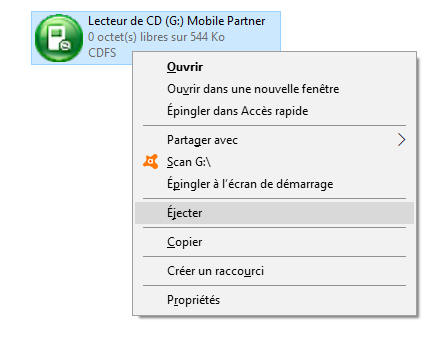 Lecteur de CD (G:) Mobile Partner
0 octet(s) libres sur 544 Ko
CDFS
Ouvrir
Ouvrir dans une nouvelle fenêtre
Épingler dans Accès rapide
Partager avec
Scan G:\
Épingler à l'écran de démarrage
Éjecter
Copier
Créer un raccourci
Propriétés